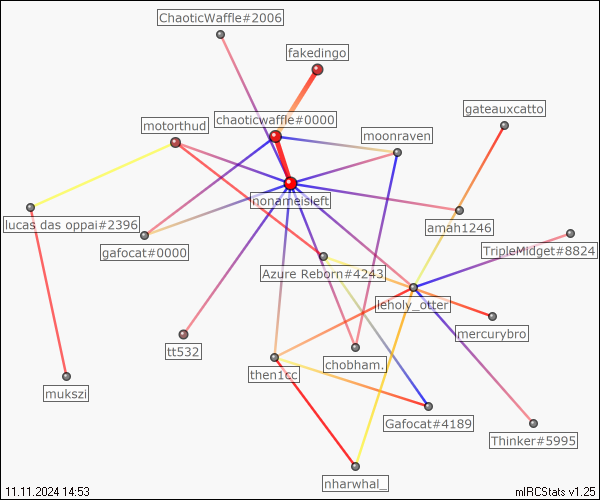 ChaoticWaffle#2006
fakedingo
gateauxcatto
chaoticwaffle#0000
motorthud
moonraven
nonameisleft
lucas das oppai#2396
amah1246
gafocat#0000
TripleMidget#8824
Azure Reborn#4243
leholy_otter
mercurybro
tt532
chobham.
then1cc
mukszi
Gafocat#4189
Thinker#5995
nharwhal_
11.11.2024 14:53
mIRCStats v1.25